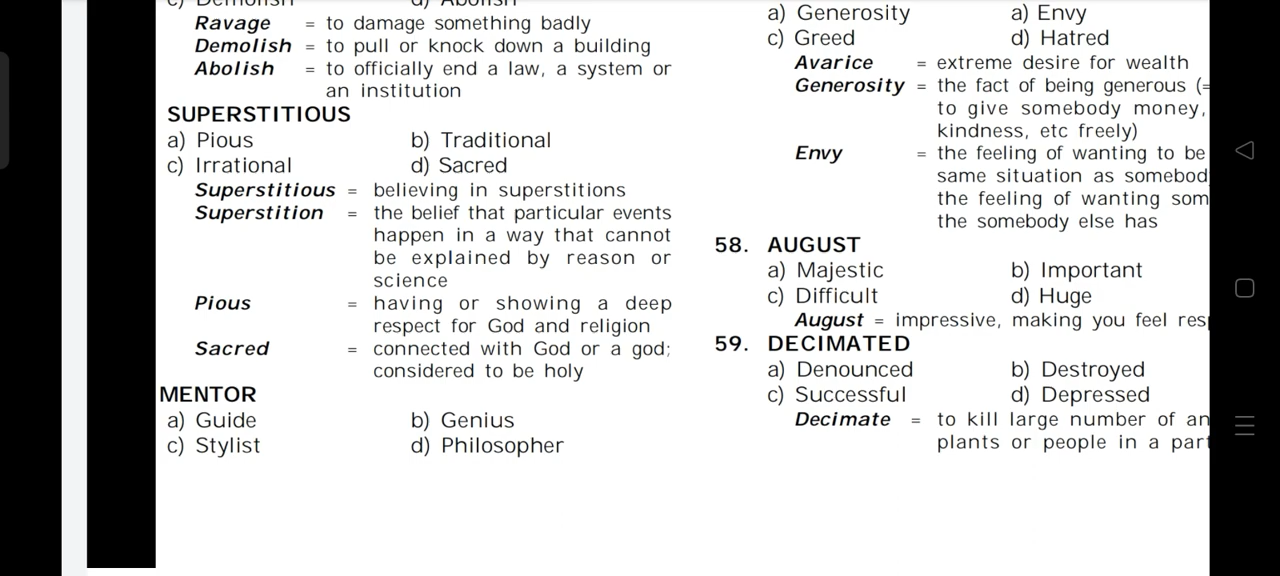 c) Demolish d) Abolish
Ravage = to damage something badly
Demolish = to pull or knock down a building
Abolish = to officially end a law, a system or
an institution
SUPERSTITIOUS
a) Pious b) Traditional
c) Irrational d) Sacred
Superstitious = believing in superstitions
Superstition = the belief that particular events
happen in a way that cannot
be explained by reason or
science
Pious = having or showing a deep
respect for God and religion
Sacred = connected with God or a god;
considered to be holy
MENTOR
a) Guide b) Genius
c) Stylist d) Philosopher
a) Generosity a) Envy
c) Greed d) Hatred
Avarice = extreme desire for wealth
Generosity = the fact of being generous (=
to give somebody money,
kindness, etc freely)
Envy = the feeling of wanting to be
same situation as
the feeling of wanting
the somebody else has
58. AUGUST
a) Majestic b) Important
c) Difficult d) Huge
August = impressive, making you feel
59. DECIMATED
a) Denounced b) Destroyed
c) Successful d) Depressed
Decimate = to kill large number of
plants or people in a